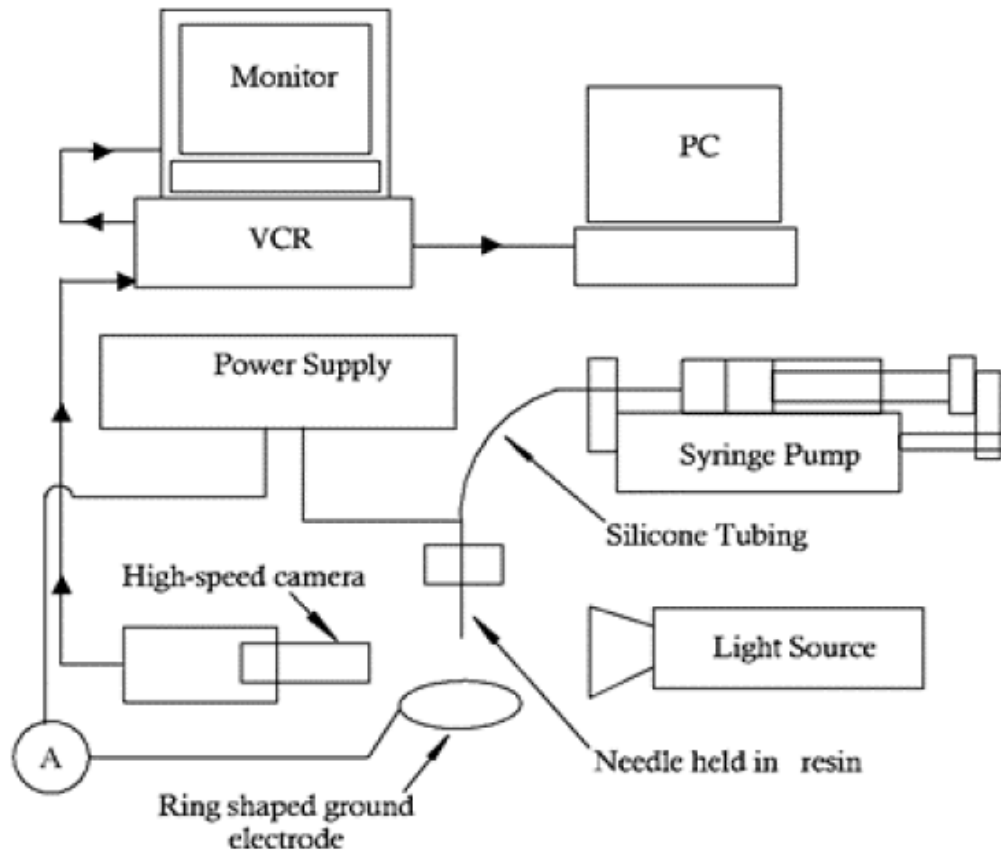 Monitor
PC
VCR
Power Supply
Syringe Pump
Silicone Tubing
High-speed camera
Light Source
A
Needle held in resin
Ring shaped ground
electrode